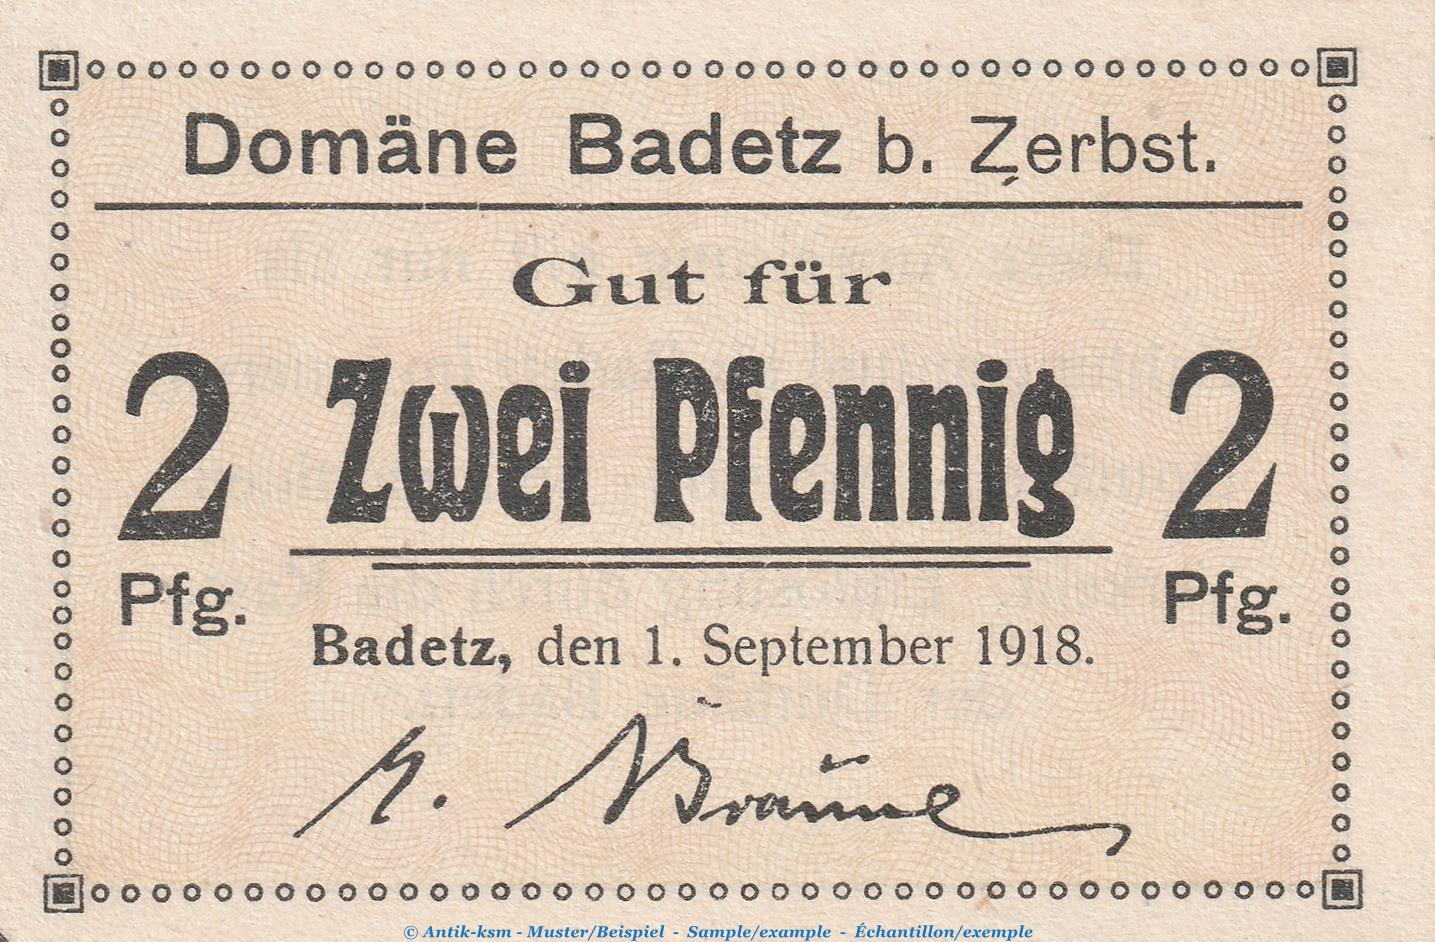 Domäne Badetz b. Zerbst.
Gut für
2 Zwei Pfennig 2
Pfg. Pfg.
Badetz, den 1. September 1918.
Bräune
© Antik-ksm - Muster/Beispiel - Sample/example - Échantillon/exemple